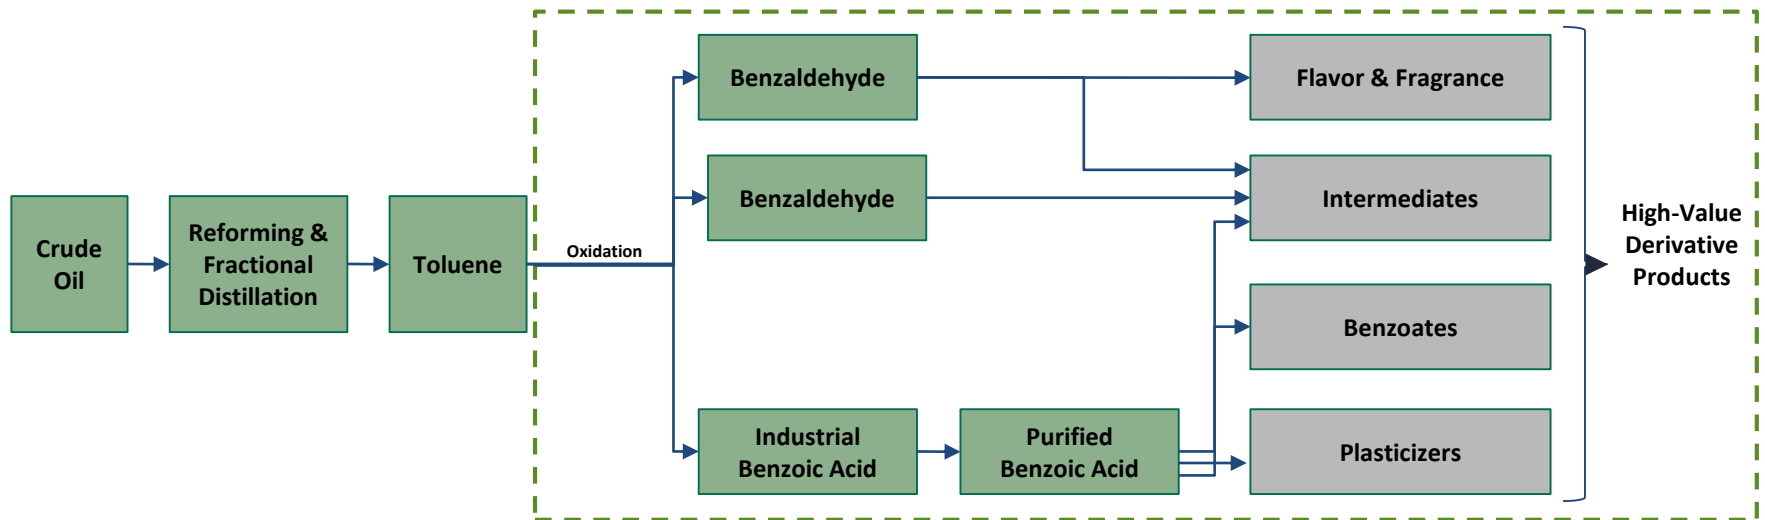 Crude
Oil
Reforming &
Fractional
Distillation
Toluene
Oxidation
Benzaldehyde
Benzaldehyde
Industrial
Benzoic Acid
Purified
Benzoic Acid
Flavor & Fragrance
Intermediates
Benzoates
Plasticizers
High-Value
Derivative
Products